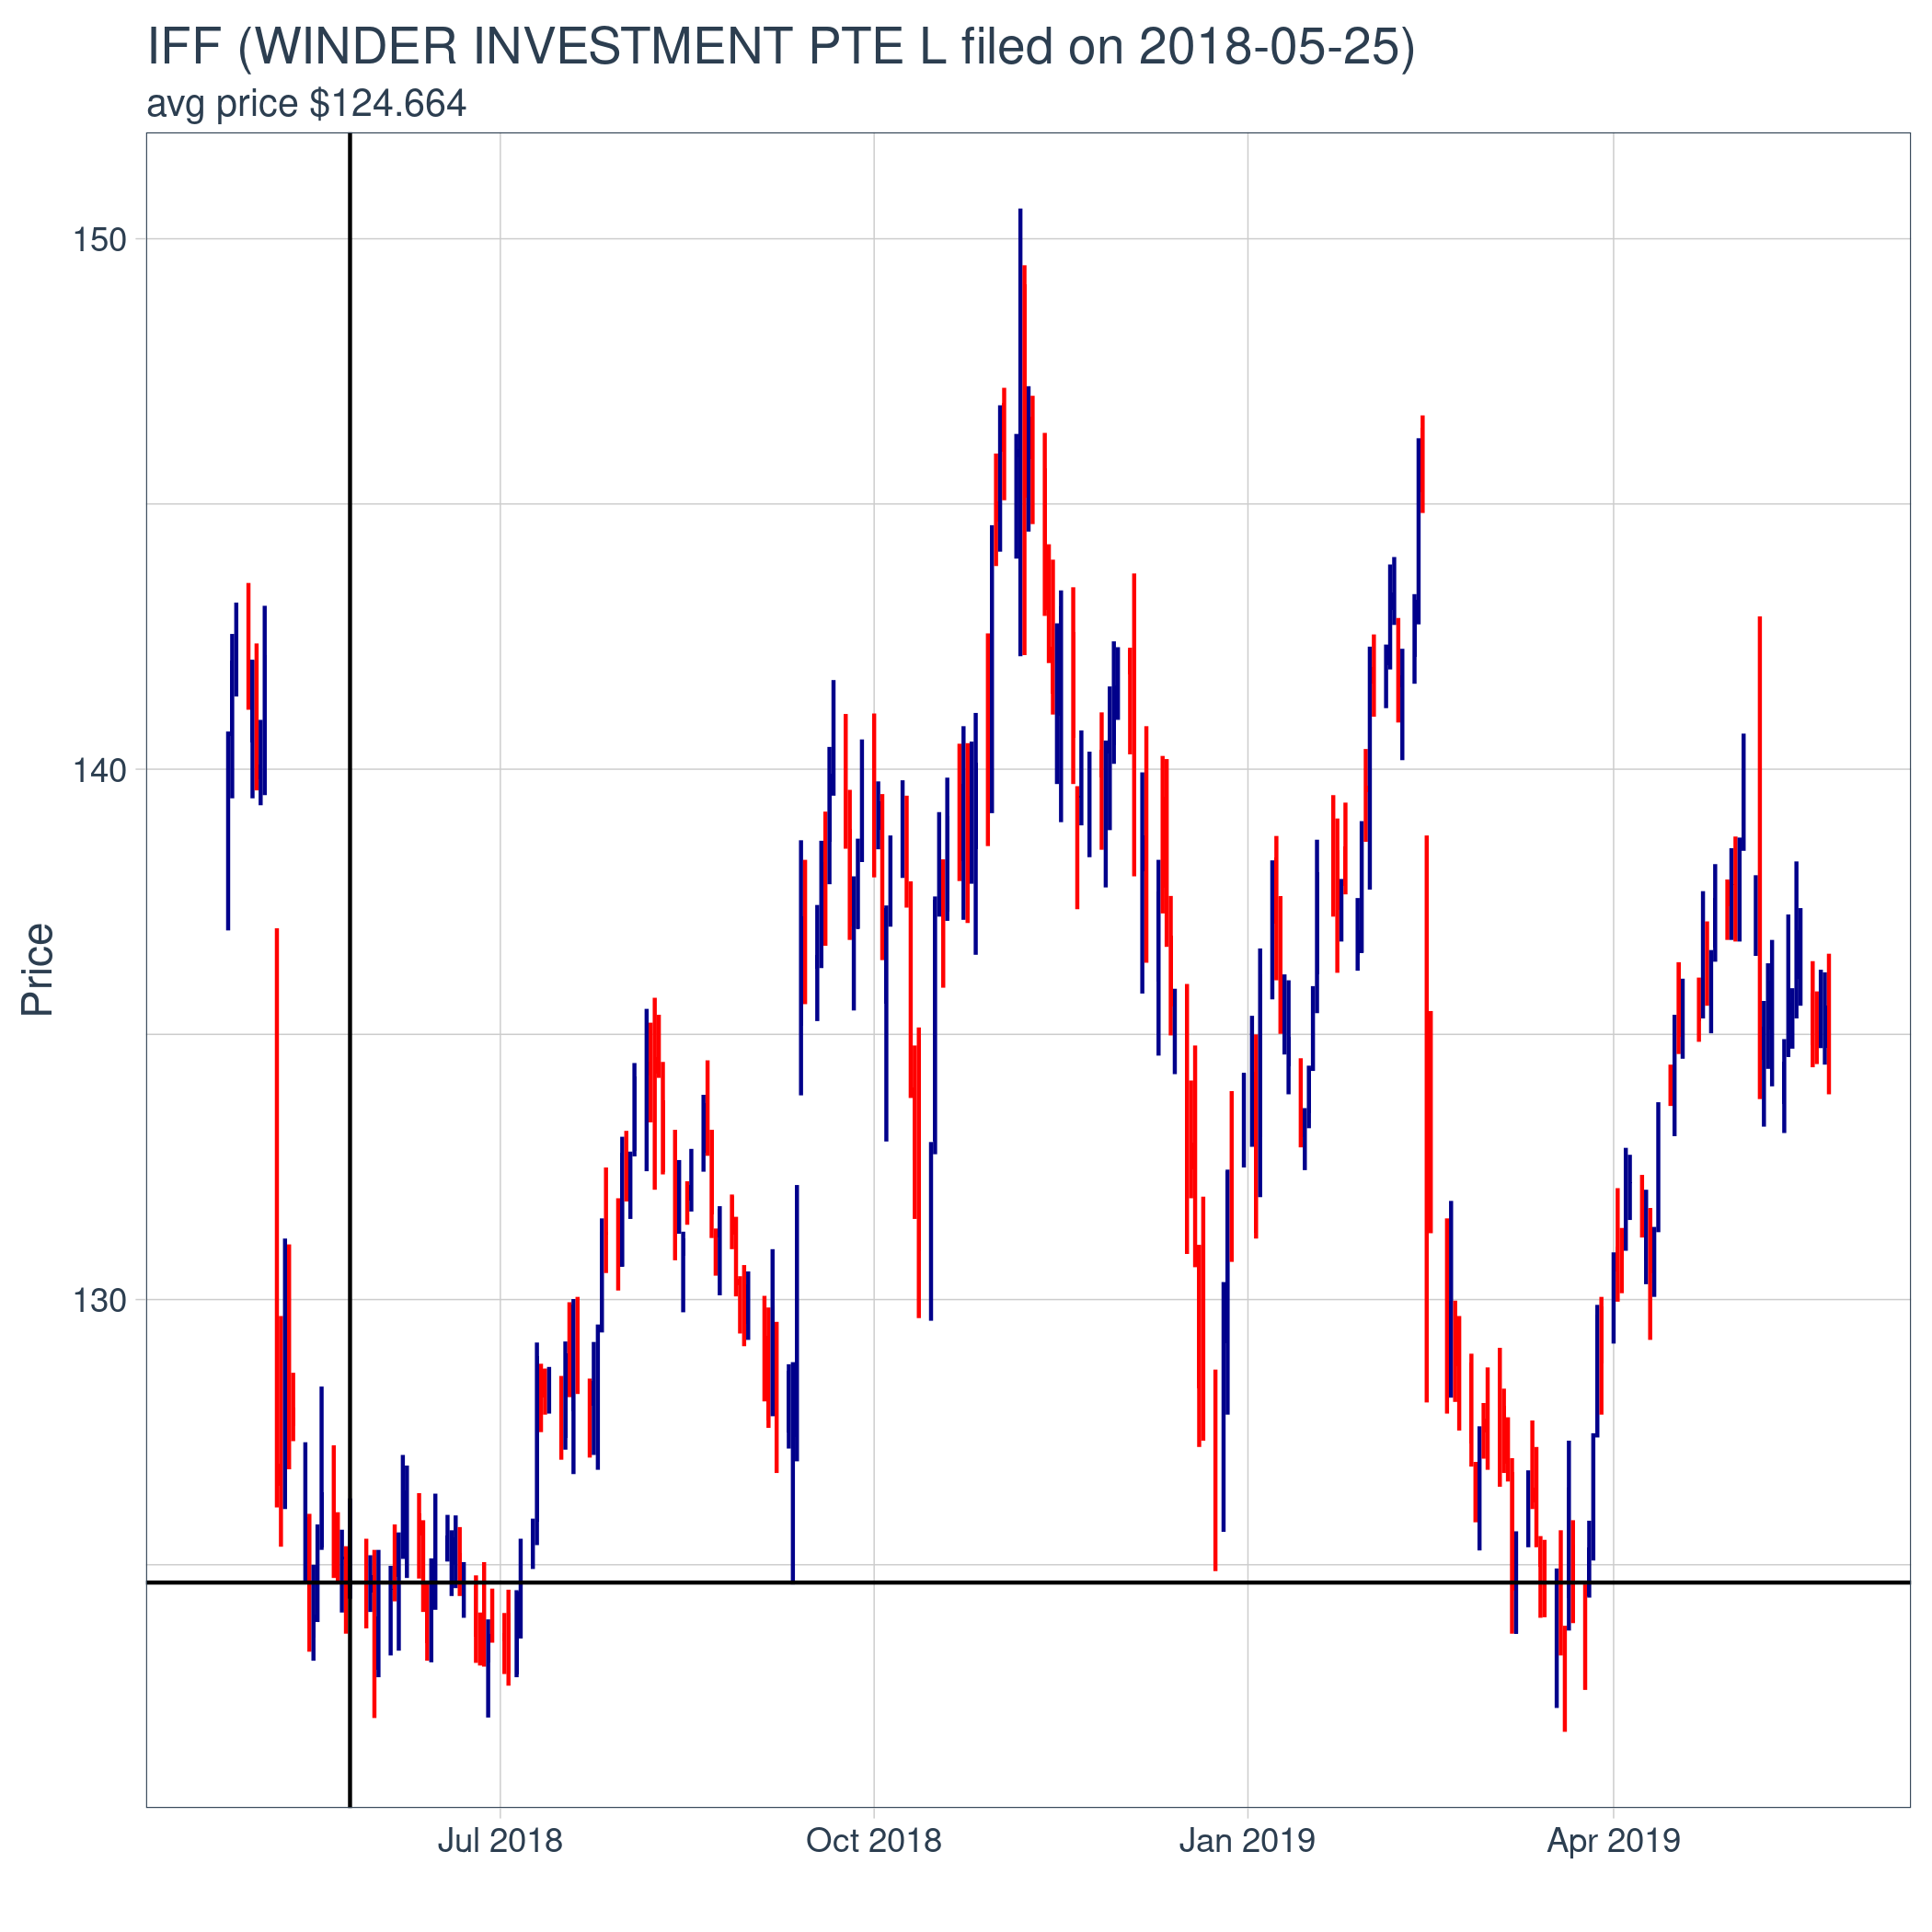 IFF (WINDER INVESTMENT PTE L filed on 2018-05-25)
avg price $124.664
150
140
130
Price
Jul 2018
Oct 2018
Jan 2019
Apr 2019